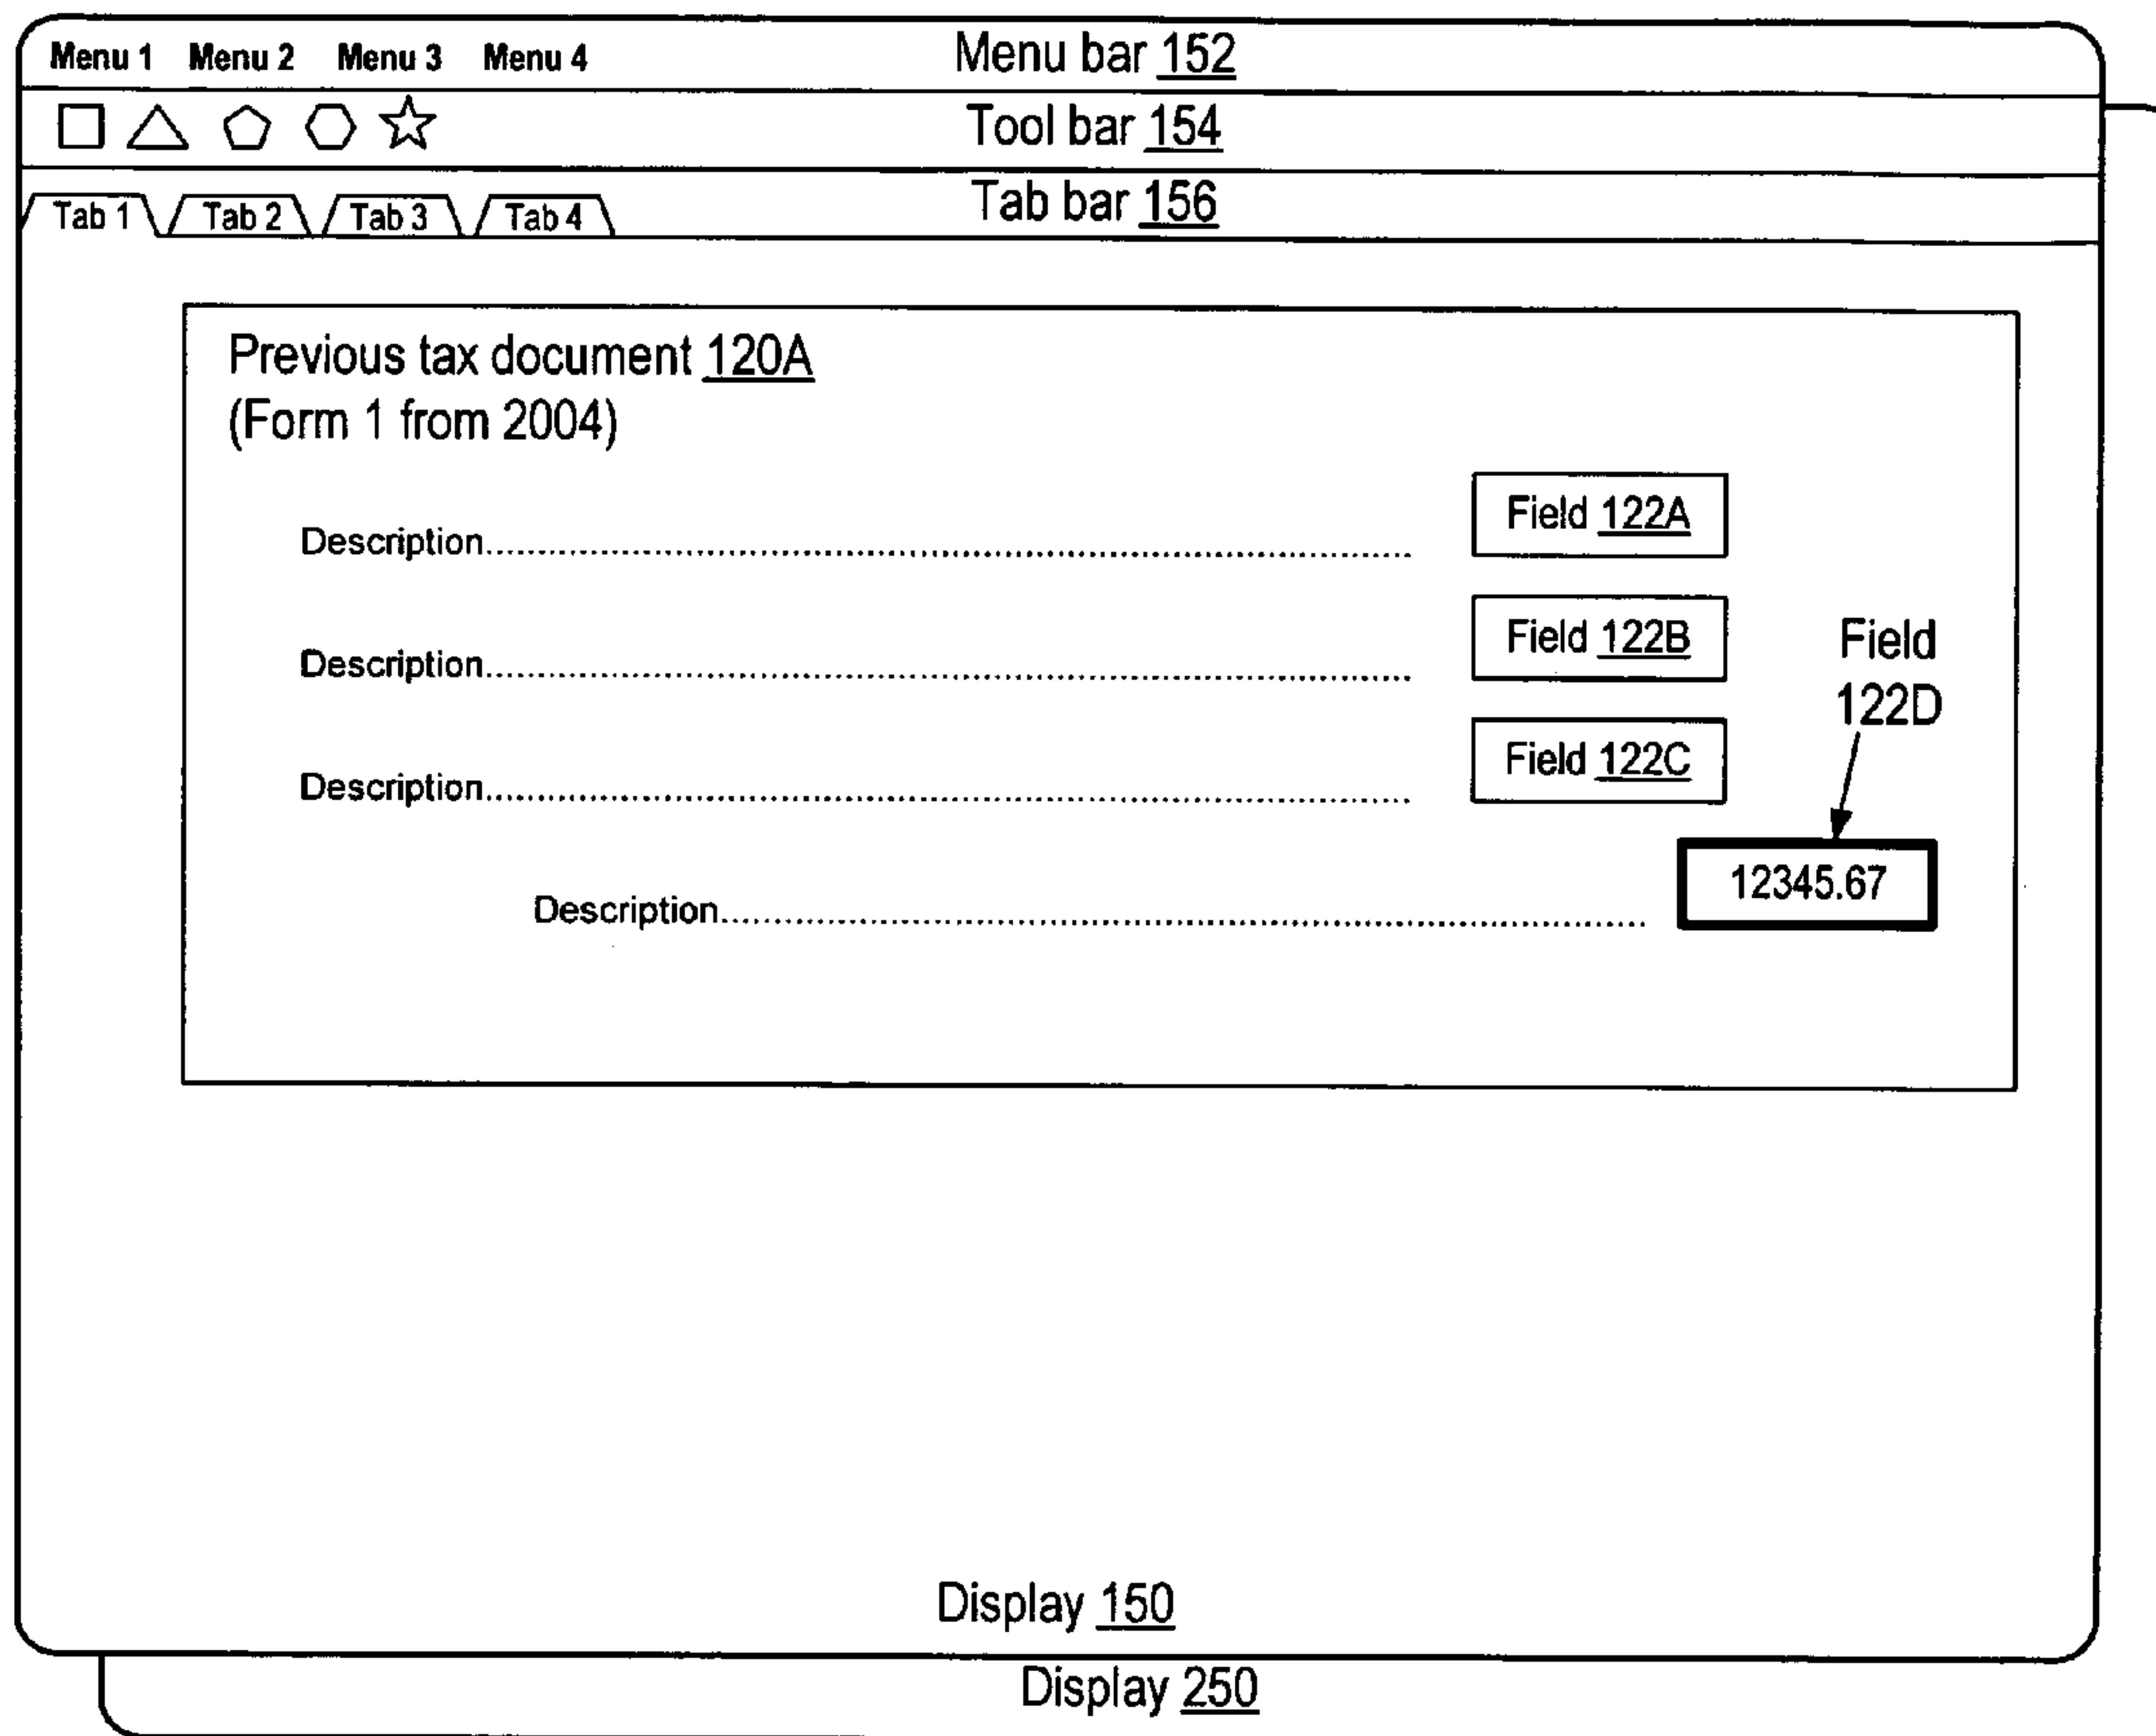 Menu 1 Menu 2 Menu 3 Menu 4 Menu bar 152
Tool bar 154
Tab 1 Tab 2 Tab 3 Tab 4 Tab bar 156
Previous tax document 120A
(Form 1 from 2004)
Description.......... Field 122A
Description.......... Field 122B
Field
122D
Description.......... Field 122C
Description.......... 12345.67
Display 150
Display 250